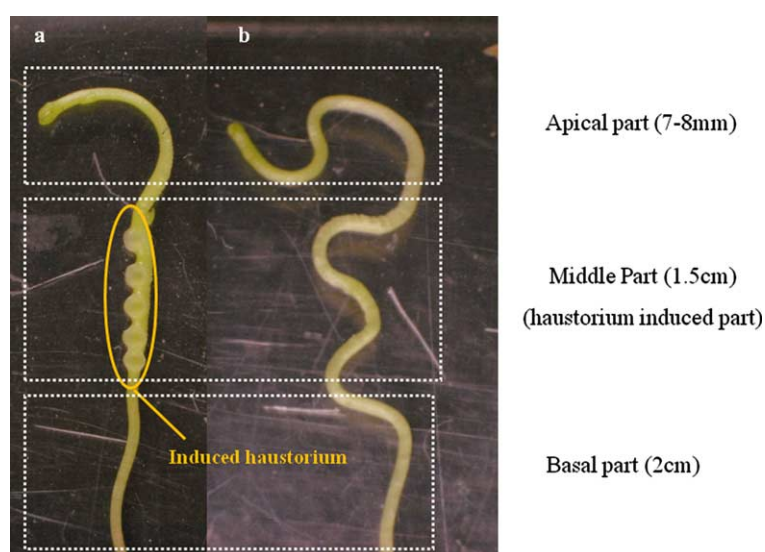 a
b
Apical part (7-8mm)
Middle Part (1.5cm)
(haustorium induced part)
Induced haustorium
Basal part (2cm)